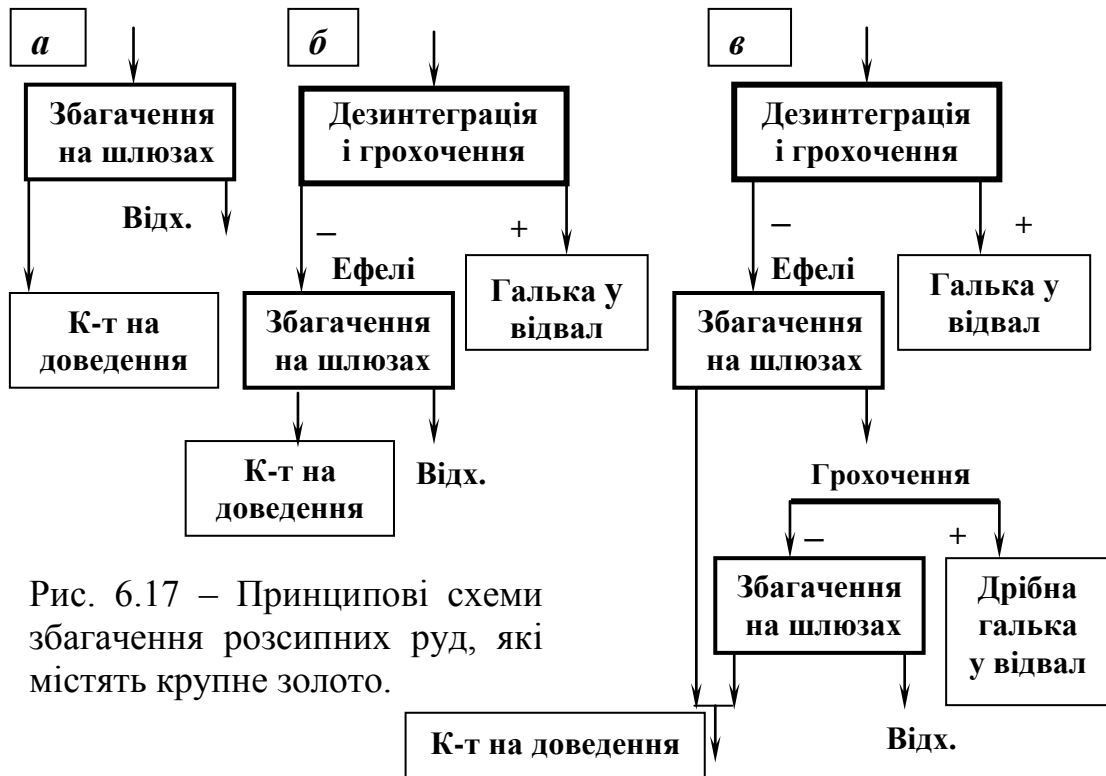 а
Збагачення
на шлюзах
Відх.
К-т на
доведення
б
Дезинтеграція
і грохочення
–
+
Ефелі
Галька у
відвал
Збагачення
на шлюзах
К-т на
доведення
Відх.
в
Дезинтеграція
і грохочення
–
+
Ефелі
Галька у
відвал
Збагачення
на шлюзах
Грохочення
–
+
Збагачення
на шлюзах
Дрібна
галька
у відвал
К-т на доведення
Відх.
Рис. 6.17 – Принципові схеми
збагачення розсипних руд, які
містять крупне золото.